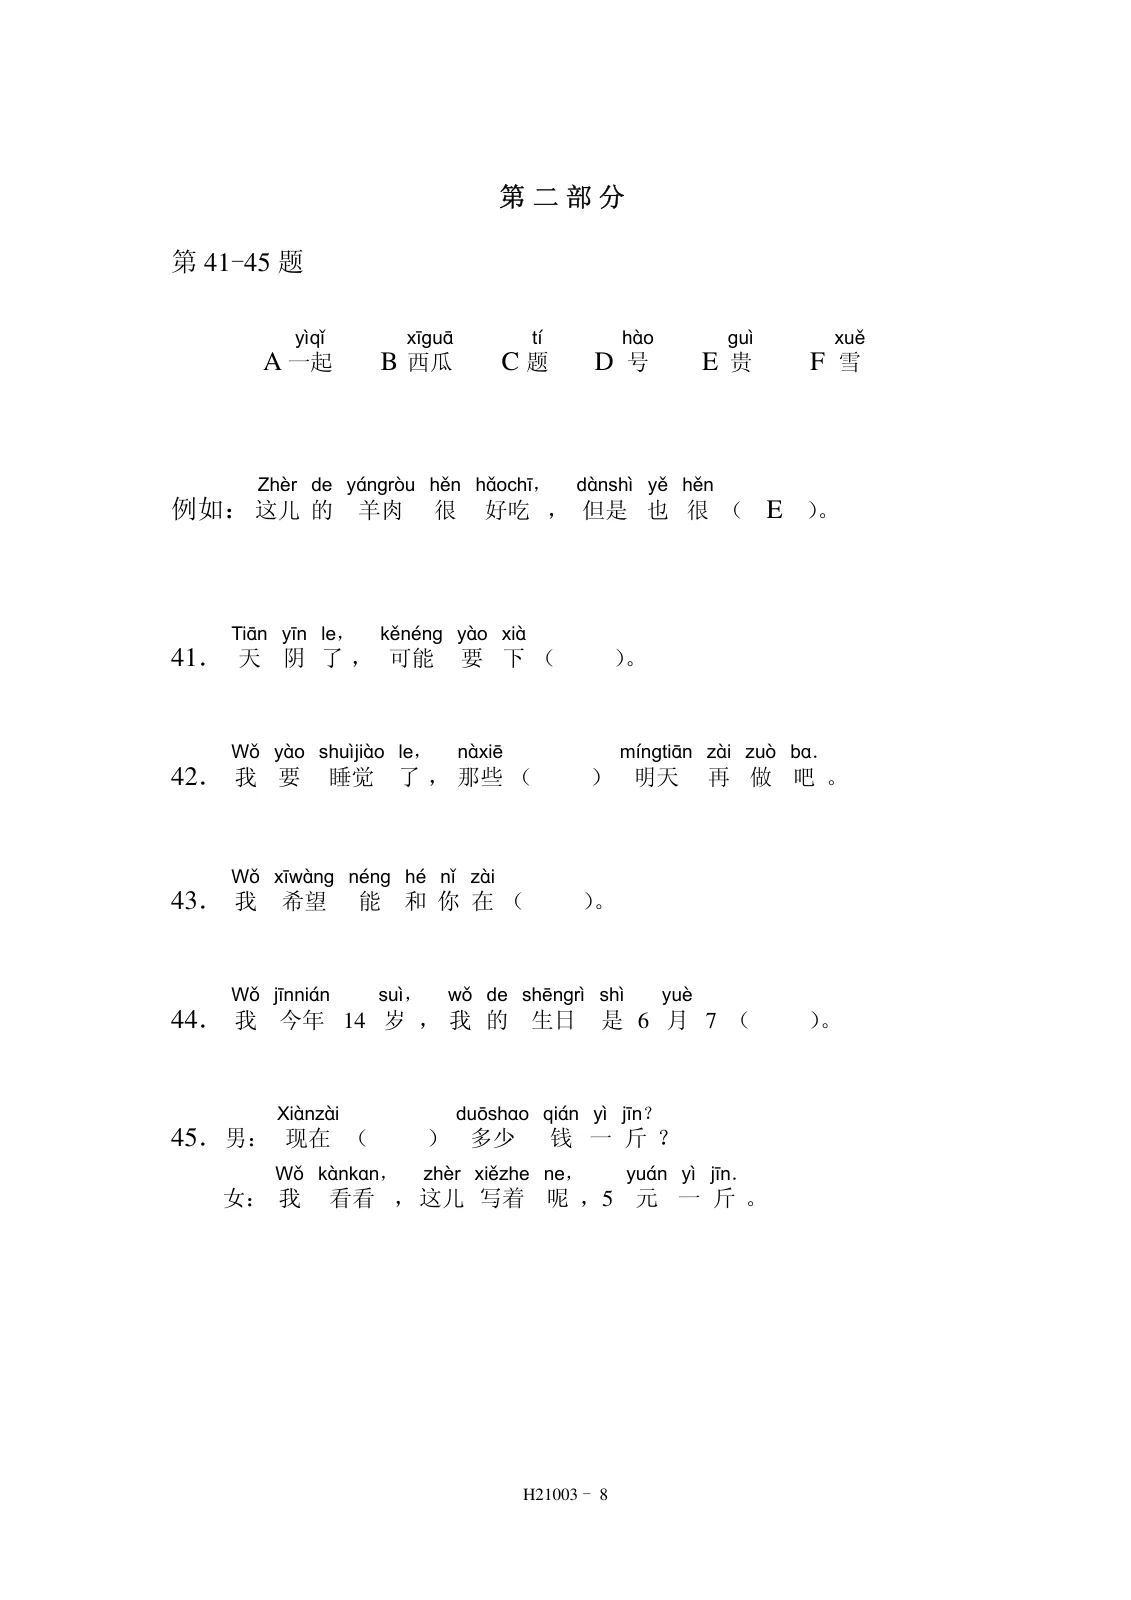 第二部分
第 41-45 题
yìqǐ xīguā tí hào guì xuě
A 一起 B 西瓜 C 题 D 号 E 贵 F 雪
Zhèr de yángròu hěn hǎochī， dànshì yě hěn
例如：这儿 的 羊肉 很 好吃 ， 但是 也 很 （ E ）。
Tiān yīn le， kěnéng yào xià
41． 天 阴 了 ， 可能 要 下 （ ）。
Wǒ yào shuìjiào le， nàxiē míngtiān zài zuò ba.
42． 我 要 睡觉 了 ，那些（ ） 明天 再 做 吧 。
Wǒ xīwàng néng hé nǐ zài
43． 我 希望 能 和 你 在（ ）。
Wǒ jīnnián suì， wǒ de shēngrì shì yuè
44． 我 今年 14 岁 ，我 的 生日 是 6 月 7 （ ）。
Xiànzài duōshao qián yì jīn？
45．男： 现在 （ ） 多少 钱 一 斤 ？
Wǒ kànkan， zhèr xiězhe ne， yuán yì jīn.
女： 我 看看 ，这儿 写着 呢 ，5 元 一 斤 。
H21003 - 8